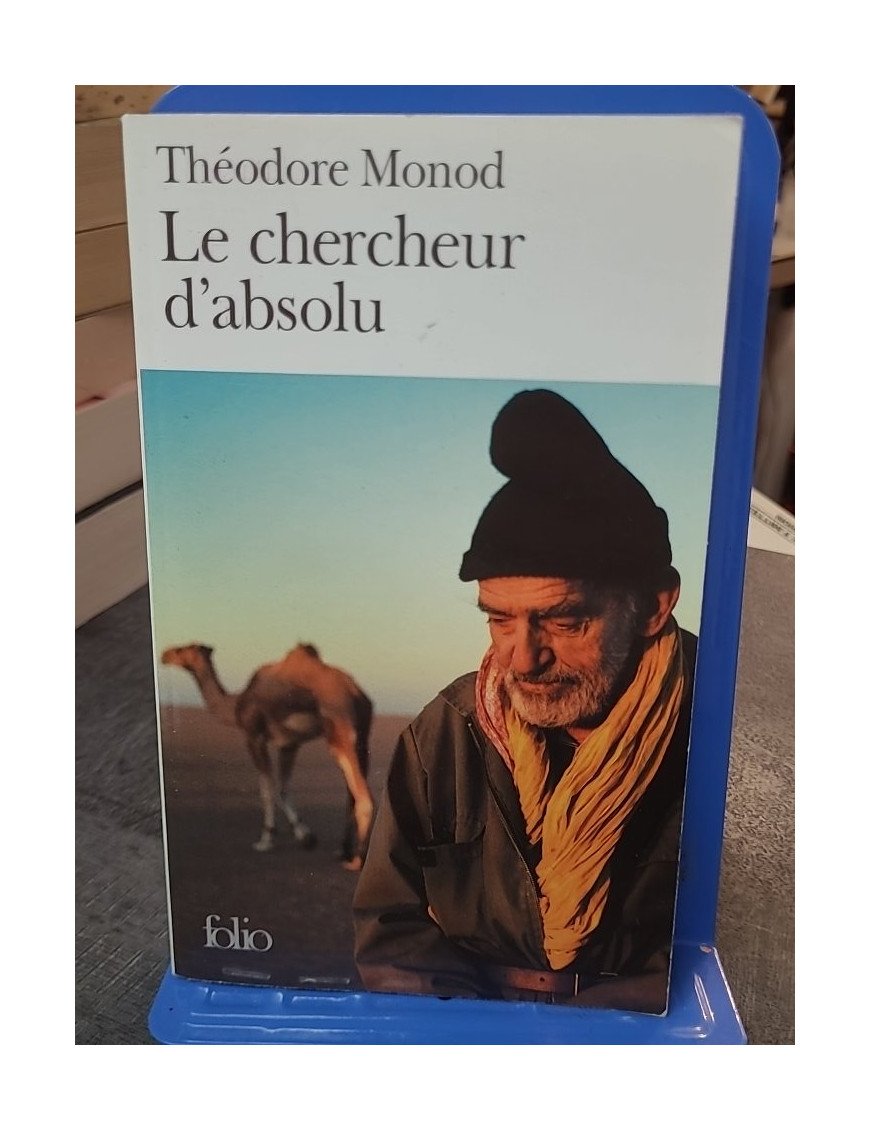 Théodore Monod
Le chercheur
d'absolu
folio